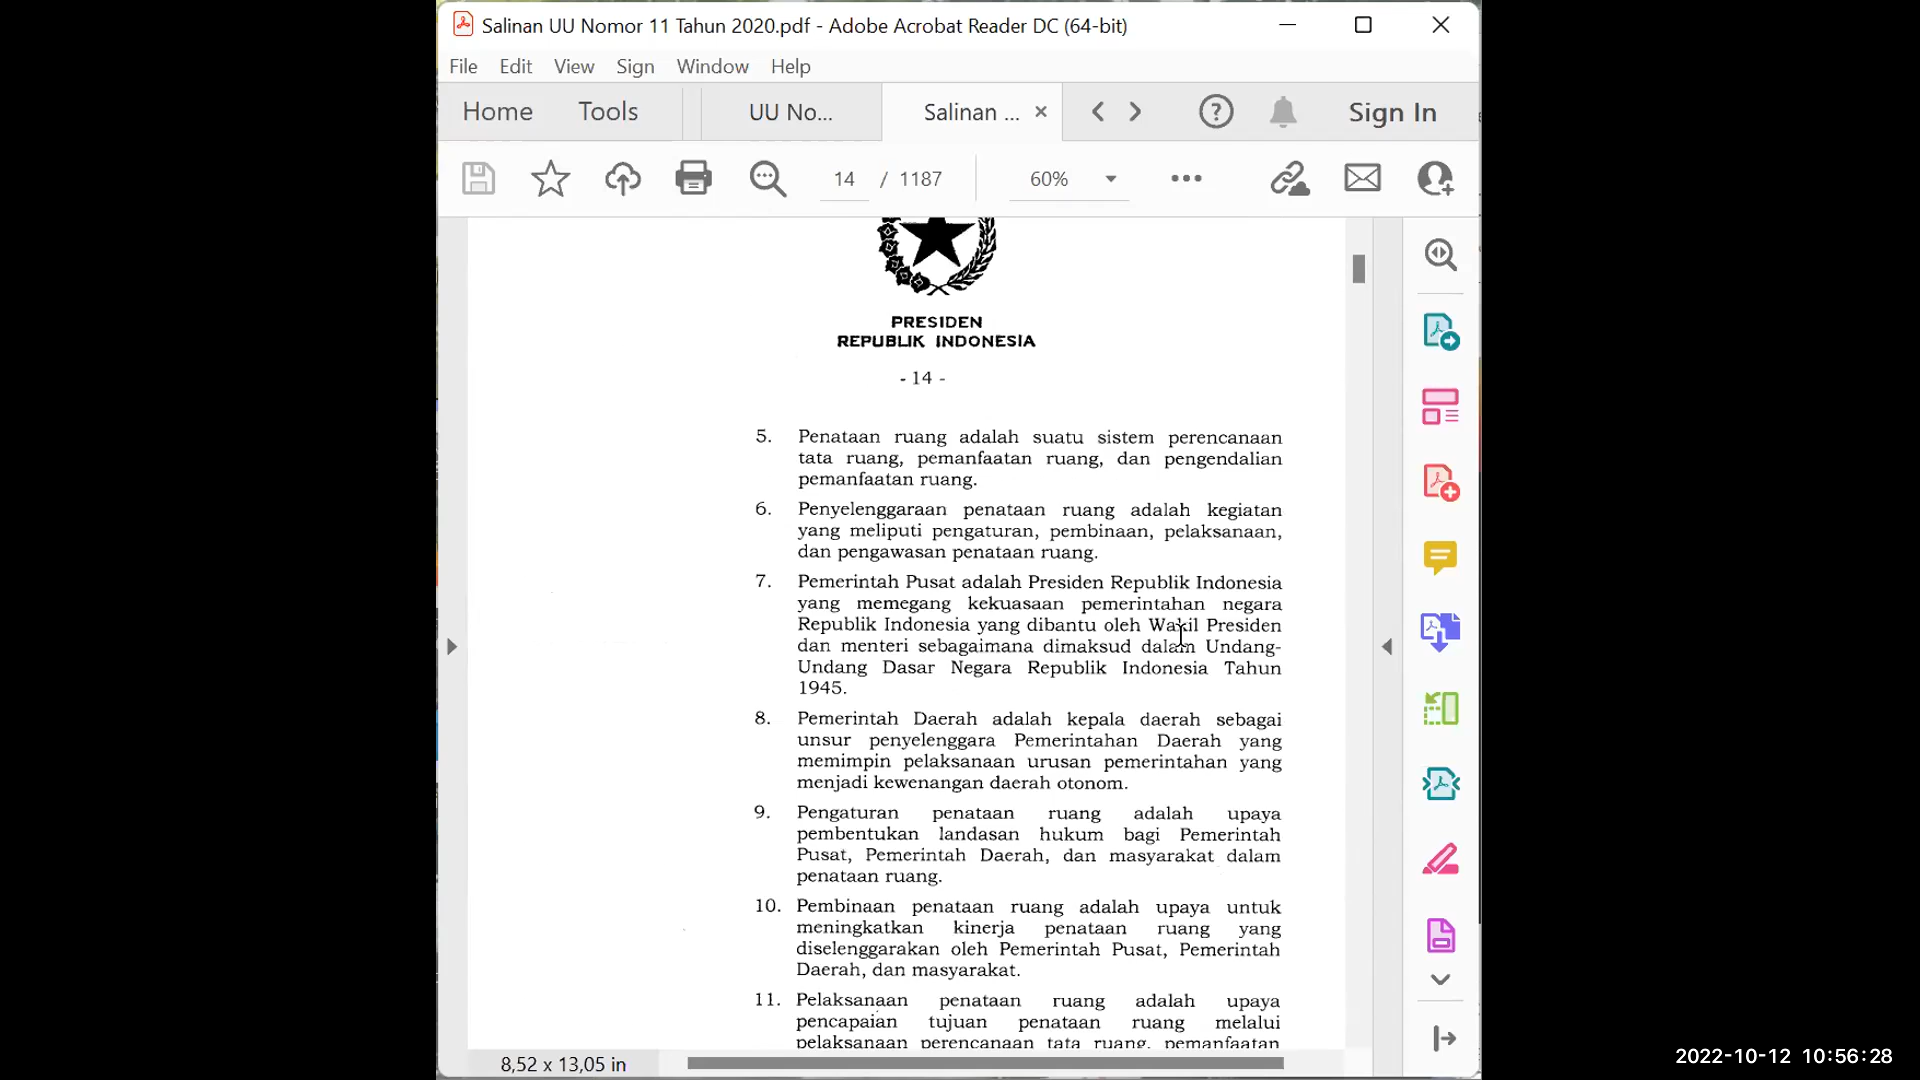 Salinan UU Nomor 11 Tahun 2020.pdf - Adobe Acrobat Reader DC (64-bit)
File Edit View Sign Window Help
Home Tools UU No... Salinan ... Sign In
14 / 1187 60%
PRESIDEN
REPUBLIK INDONESIA
- 14 -
5. Penataan ruang adalah suatu sistem perencanaan
tata ruang, pemanfaatan ruang, dan pengendalian
pemanfaatan ruang.
6. Penyelenggaraan penataan ruang adalah kegiatan
yang meliputi pengaturan, pembinaan, pelaksanaan,
dan pengawasan penataan ruang.
7. Pemerintah Pusat adalah Presiden Republik Indonesia
yang memegang kekuasaan pemerintahan negara
Republik Indonesia yang dibantu oleh Wakil Presiden
dan menteri sebagaimana dimaksud dalam Undang-
Undang Dasar Negara Republik Indonesia Tahun
1945.
8. Pemerintah Daerah adalah kepala daerah sebagai
unsur penyelenggara Pemerintahan Daerah yang
memimpin pelaksanaan urusan pemerintahan yang
menjadi kewenangan daerah otonom.
9. Pengaturan penataan ruang adalah upaya
pembentukan landasan hukum bagi Pemerintah
Pusat, Pemerintah Daerah, dan masyarakat dalam
penataan ruang.
10. Pembinaan penataan ruang adalah upaya untuk
meningkatkan kinerja penataan ruang yang
diselenggarakan oleh Pemerintah Pusat, Pemerintah
Daerah, dan masyarakat.
11. Pelaksanaan penataan ruang adalah upaya
pencapaian tujuan penataan ruang melalui
pelaksanaan perencanaan tata ruang, pemanfaatan
8,52 x 13,05 in
2022-10-12 10:56:28